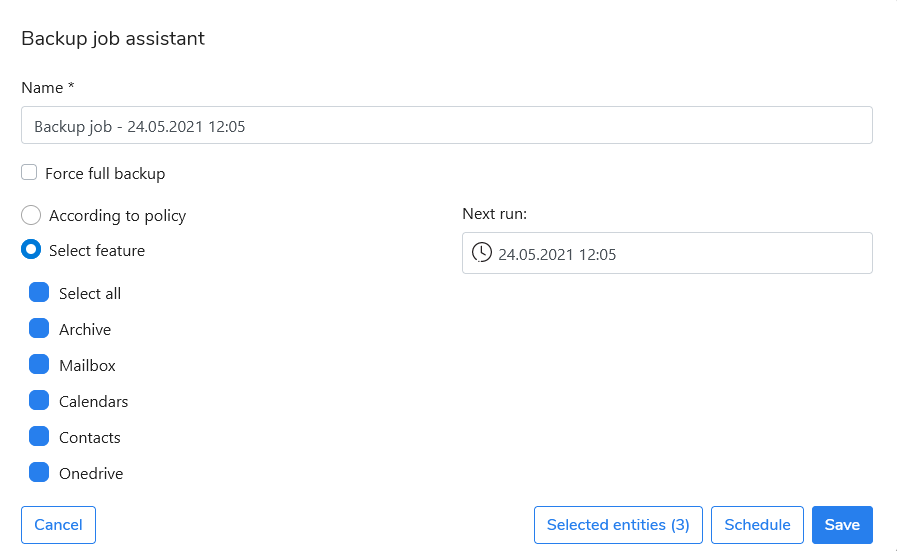 Backup job assistant
Name *
Backup job - 24.05.2021 12:05
Force full backup
According to policy
Select feature
Next run:
24.05.2021 12:05
Select all
Archive
Mailbox
Calendars
Contacts
Onedrive
Cancel
Selected entities (3)
Schedule
Save